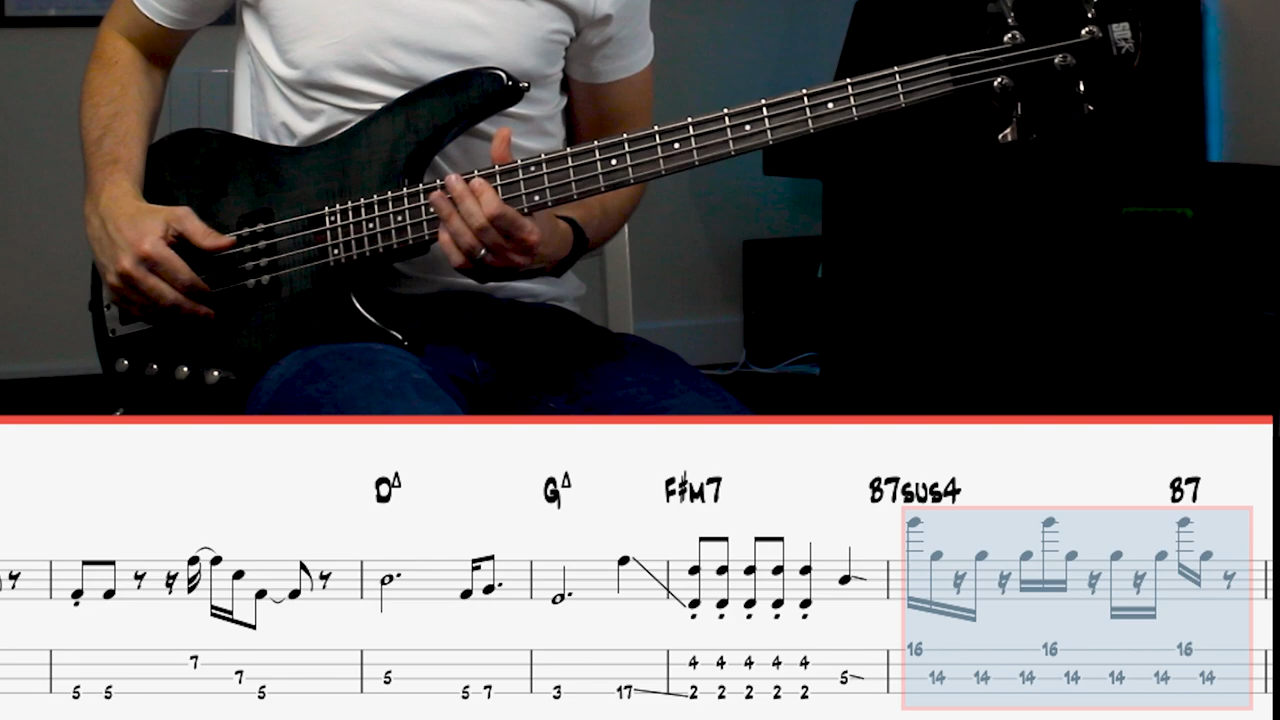 D△ G△ F#M7 B7SUS4 B7
7 4 4 4 4 4 16 16 16
7 5 5 14 14 14 14 14 14 14
5 5 5 5 7 3 17 2 2 2 2 2